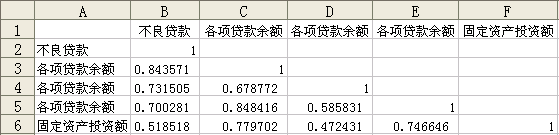 A B C D E F
1 不良贷款 各项贷款余额 各项贷款余额 各项贷款余额 固定资产投资额
2 不良贷款 1
3 各项贷款余额 0.843571 1
4 各项贷款余额 0.731505 0.678772 1
5 各项贷款余额 0.700281 0.848416 0.585831 1
6 固定资产投资额 0.518518 0.779702 0.472431 0.746646 1